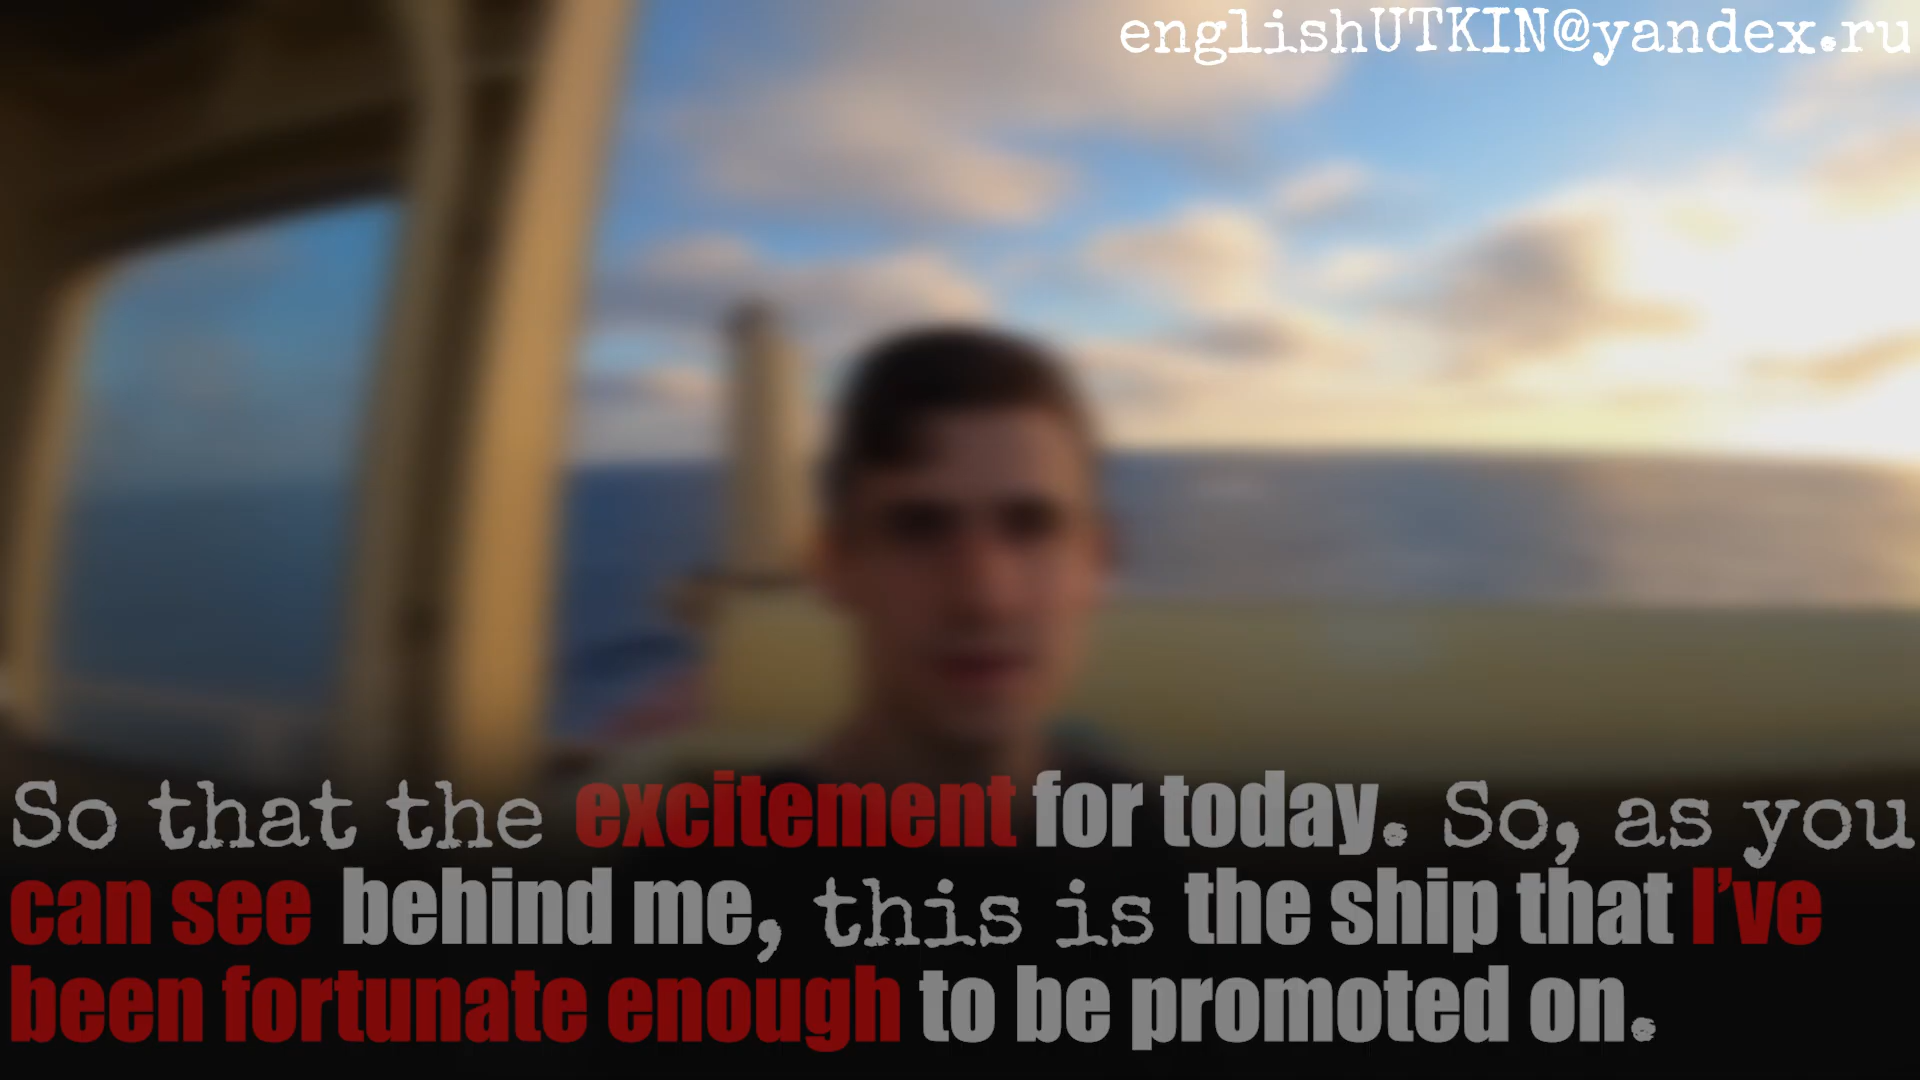 englishUTKIN@yandex.ru
So that the excitement for today. So, as you
can see behind me, this is the ship that I've
been fortunate enough to be promoted on.